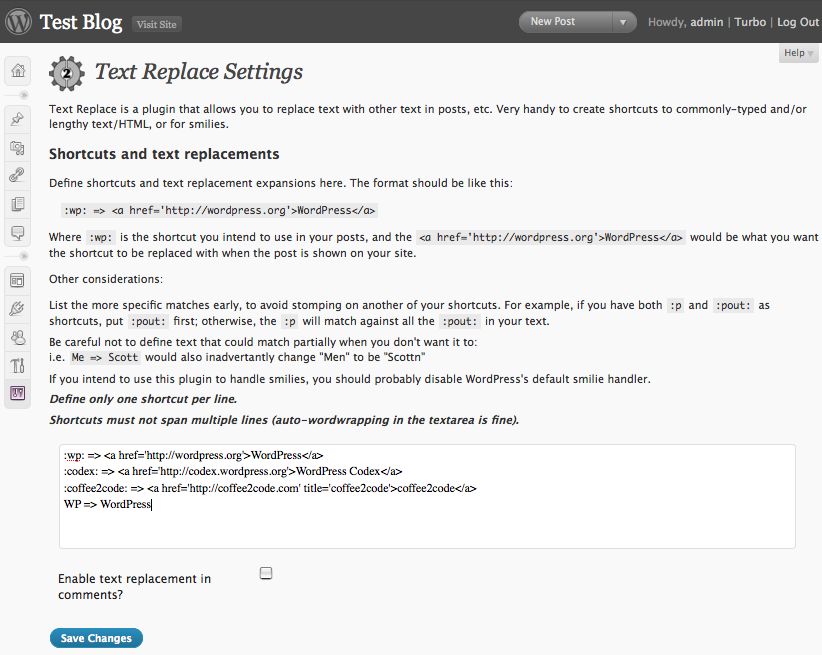 Test Blog Visit Site New Post Howdy, admin | Turbo | Log Out
Help
2 Text Replace Settings
Text Replace is a plugin that allows you to replace text with other text in posts, etc. Very handy to create shortcuts to commonly-typed and/or
lengthy text/HTML, or for smilies.
Shortcuts and text replacements
Define shortcuts and text replacement expansions here. The format should be like this:
:wp: => <a href='http://wordpress.org'>WordPress</a>
Where :wp: is the shortcut you intend to use in your posts, and the <a href='http://wordpress.org'>WordPress</a> would be what you want
the shortcut to be replaced with when the post is shown on your site.
Other considerations:
List the more specific matches early, to avoid stomping on another of your shortcuts. For example, if you have both :p and :pout: as
shortcuts, put :pout: first; otherwise, the :p will match against all the :pout: in your text.
Be careful not to define text that could match partially when you don't want it to:
i.e. Me => Scott would also inadvertantly change "Men" to be "Scottn"
If you intend to use this plugin to handle smilies, you should probably disable WordPress's default smilie handler.
Define only one shortcut per line.
Shortcuts must not span multiple lines (auto-wordwrapping in the textarea is fine).
:wp: => <a href='http://wordpress.org'>WordPress</a>
:codex: => <a href='http://codex.wordpress.org'>WordPress Codex</a>
:coffee2code: => <a href='http://coffee2code.com' title='coffee2code'>coffee2code</a>
WP => WordPress
Enable text replacement in
comments?
Save Changes